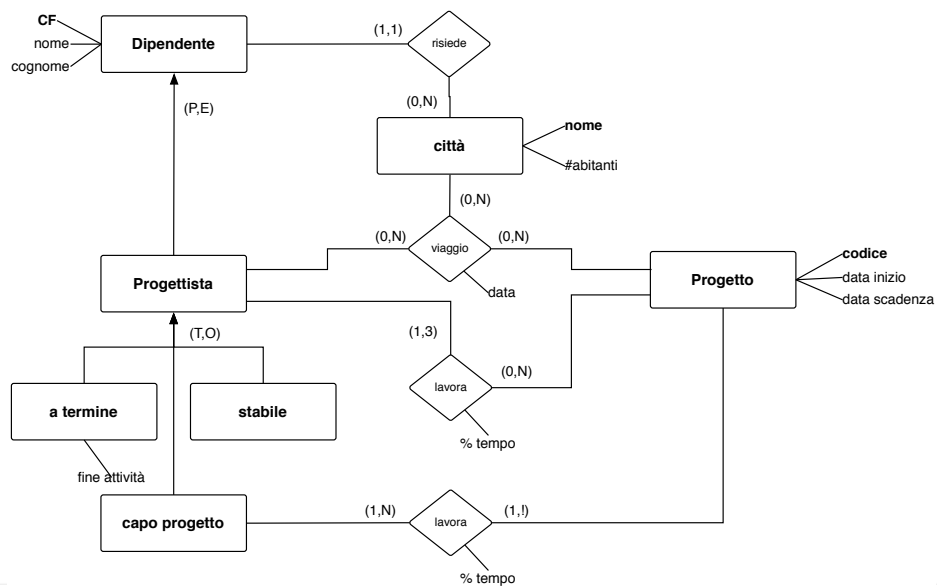 CF
nome
cognome
Dipendente
(1,1)
risiede
(P,E)
(0,N)
città
nome
#abitanti
(0,N)
(0,N)
viaggio
(0,N)
data
Progettista
Progetto
codice
data inizio
data scadenza
(T,O)
(1,3)
lavora
(0,N)
% tempo
a termine
stabile
fine attività
capo progetto
(1,N)
lavora
(1,!)
% tempo